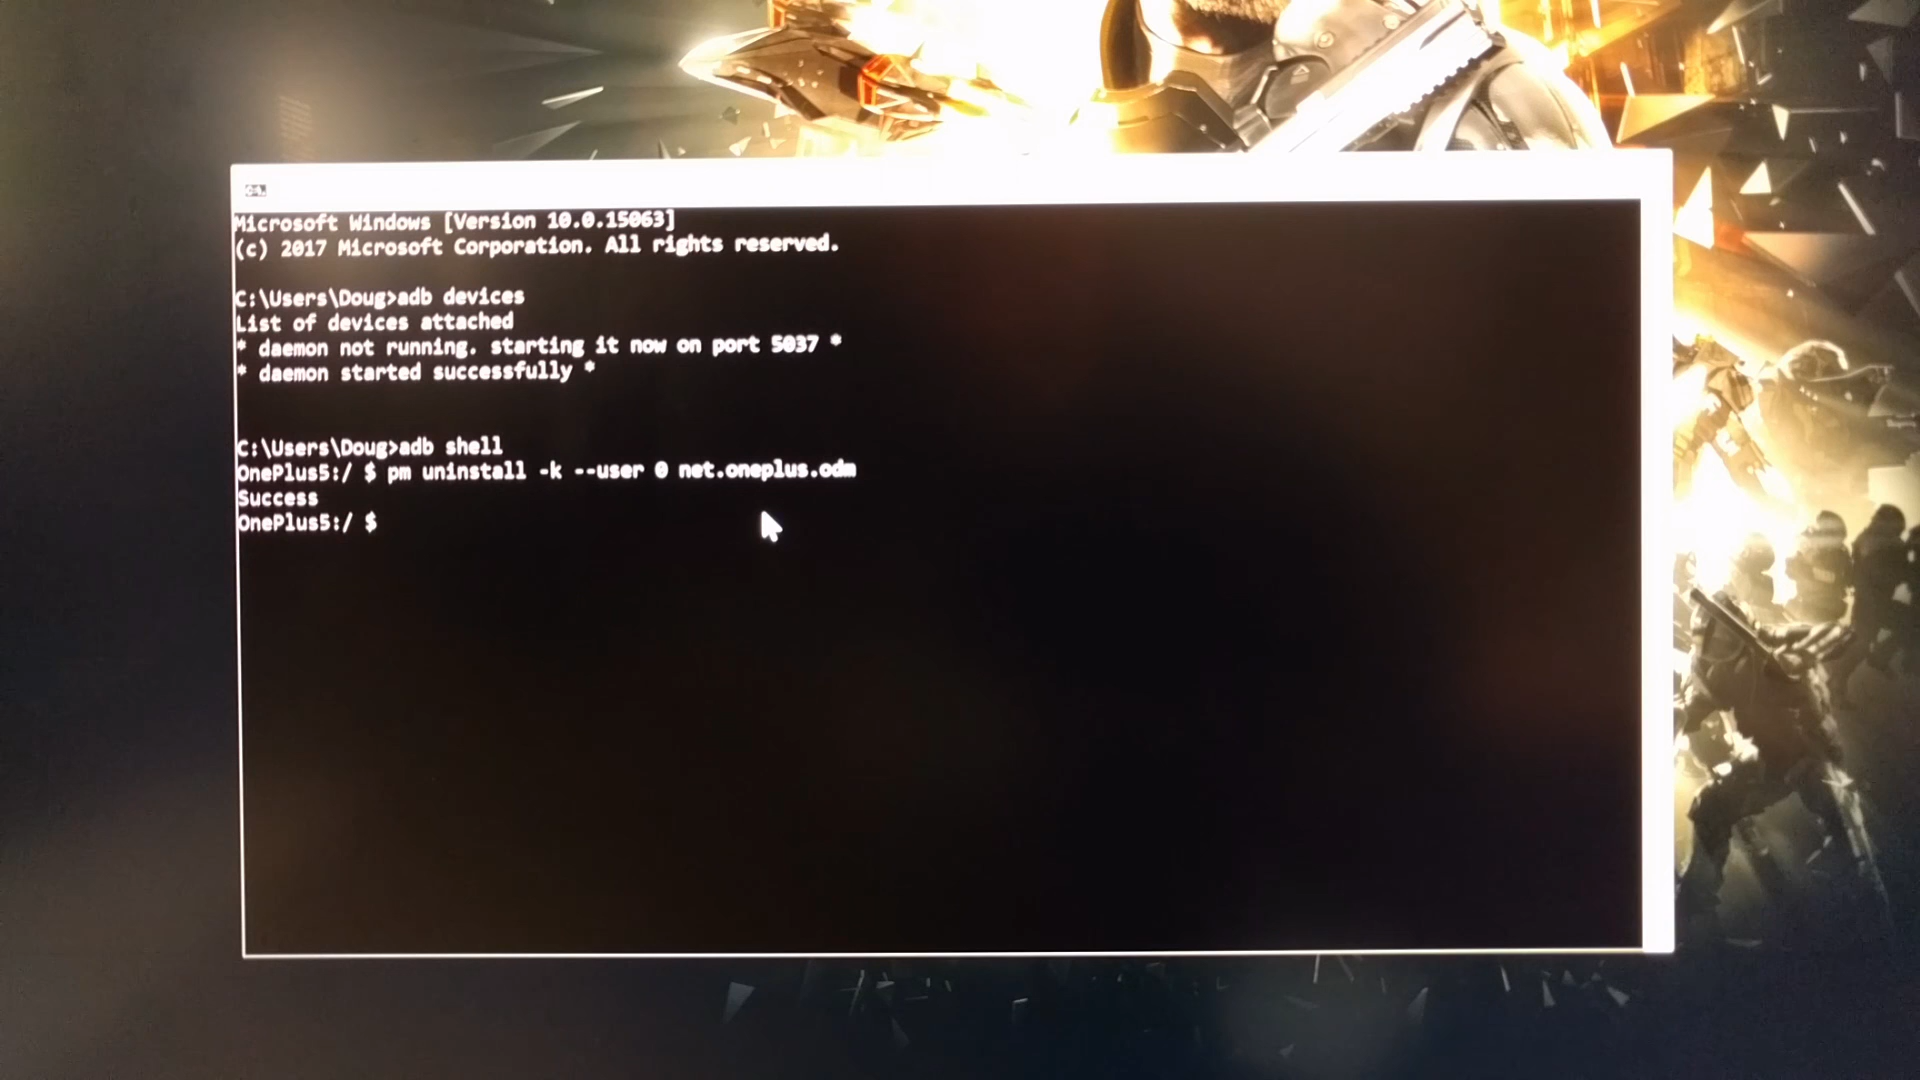 Microsoft Windows [Version 10.0.15063]
(c) 2017 Microsoft Corporation. All rights reserved.
C:\Users\Doug>adb devices
List of devices attached
* daemon not running. starting it now on port 5037 *
* daemon started successfully *
C:\Users\Doug>adb shell
OnePlus5:/ $ pm uninstall -k --user 0 net.oneplus.odm
Success
OnePlus5:/ $